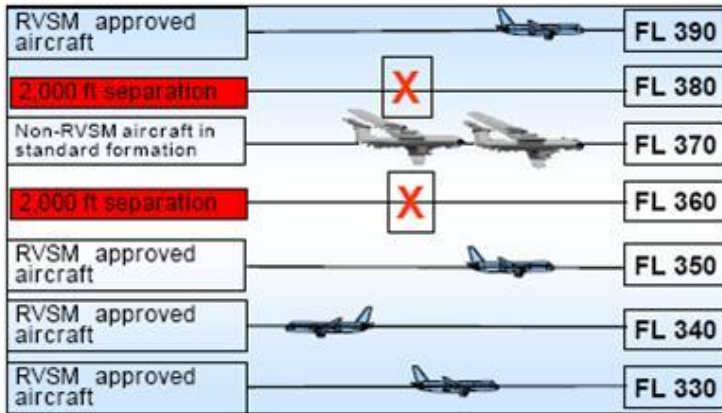 RVSM approved
aircraft
FL 390
2,000 ft separation
X
FL 380
Non-RVSM aircraft in
standard formation
FL 370
2,000 ft separation
X
FL 360
RVSM approved
aircraft
FL 350
RVSM approved
aircraft
FL 340
RVSM approved
aircraft
FL 330